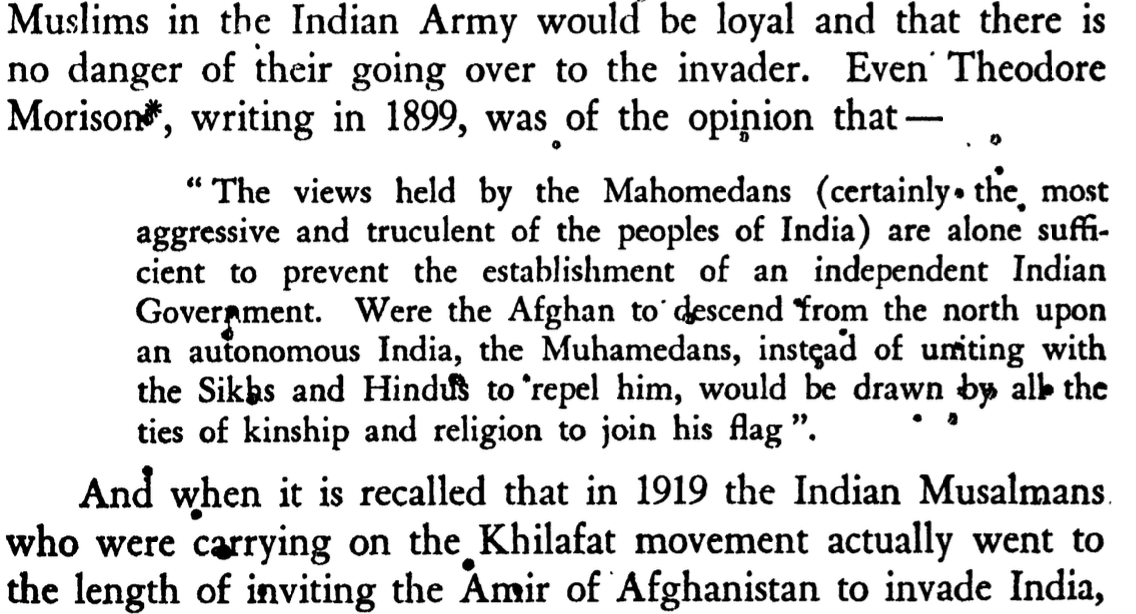 Muslims in the Indian Army would be loyal and that there is
no danger of their going over to the invader. Even Theodore
Morison*, writing in 1899, was of the opinion that—
“The views held by the Mahomedans (certainly the most
aggressive and truculent of the peoples of India) are alone suffi-
cient to prevent the establishment of an independent Indian
Government. Were the Afghan to descend from the north upon
an autonomous India, the Muhamedans, instead of uniting with
the Sikhs and Hindus to repel him, would be drawn by all the
ties of kinship and religion to join his flag”.
And when it is recalled that in 1919 the Indian Musalmans
who were carrying on the Khilafat movement actually went to
the length of inviting the Amir of Afghanistan to invade India,